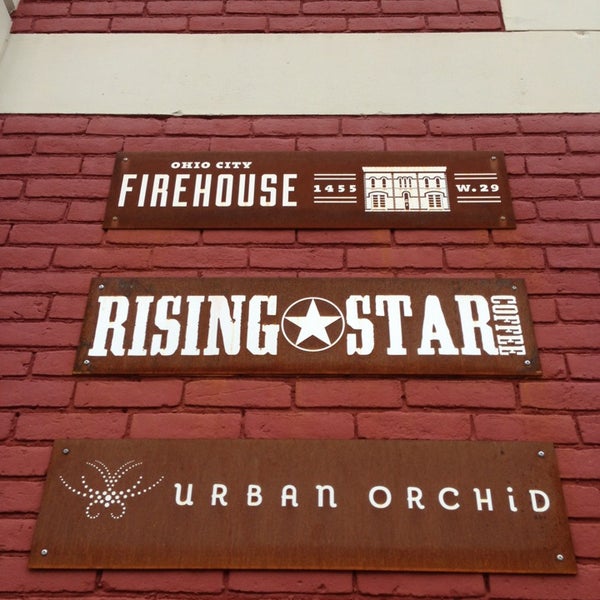 OHIO CITY
FIREHOUSE 1455 W.29
RISING STAR COFFEE
URBAN ORCHiD